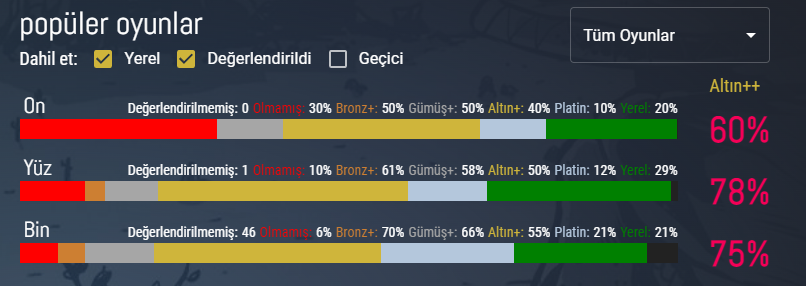 popüler oyunlar
Tüm Oyunlar
Dahil et: Yerel Değerlendirildi Geçici
Altın++
On Değerlendirilmemiş: 0 Olmamış: 30% Bronz+: 50% Gümüş+: 50% Altın+: 40% Platin: 10% Yerel: 20%
60%
Yüz Değerlendirilmemiş: 1 Olmamış: 10% Bronz+: 61% Gümüş+: 58% Altın+: 50% Platin: 12% Yerel: 29%
78%
Bin Değerlendirilmemiş: 46 Olmamış: 6% Bronz+: 70% Gümüş+: 66% Altın+: 55% Platin: 21% Yerel: 21%
75%